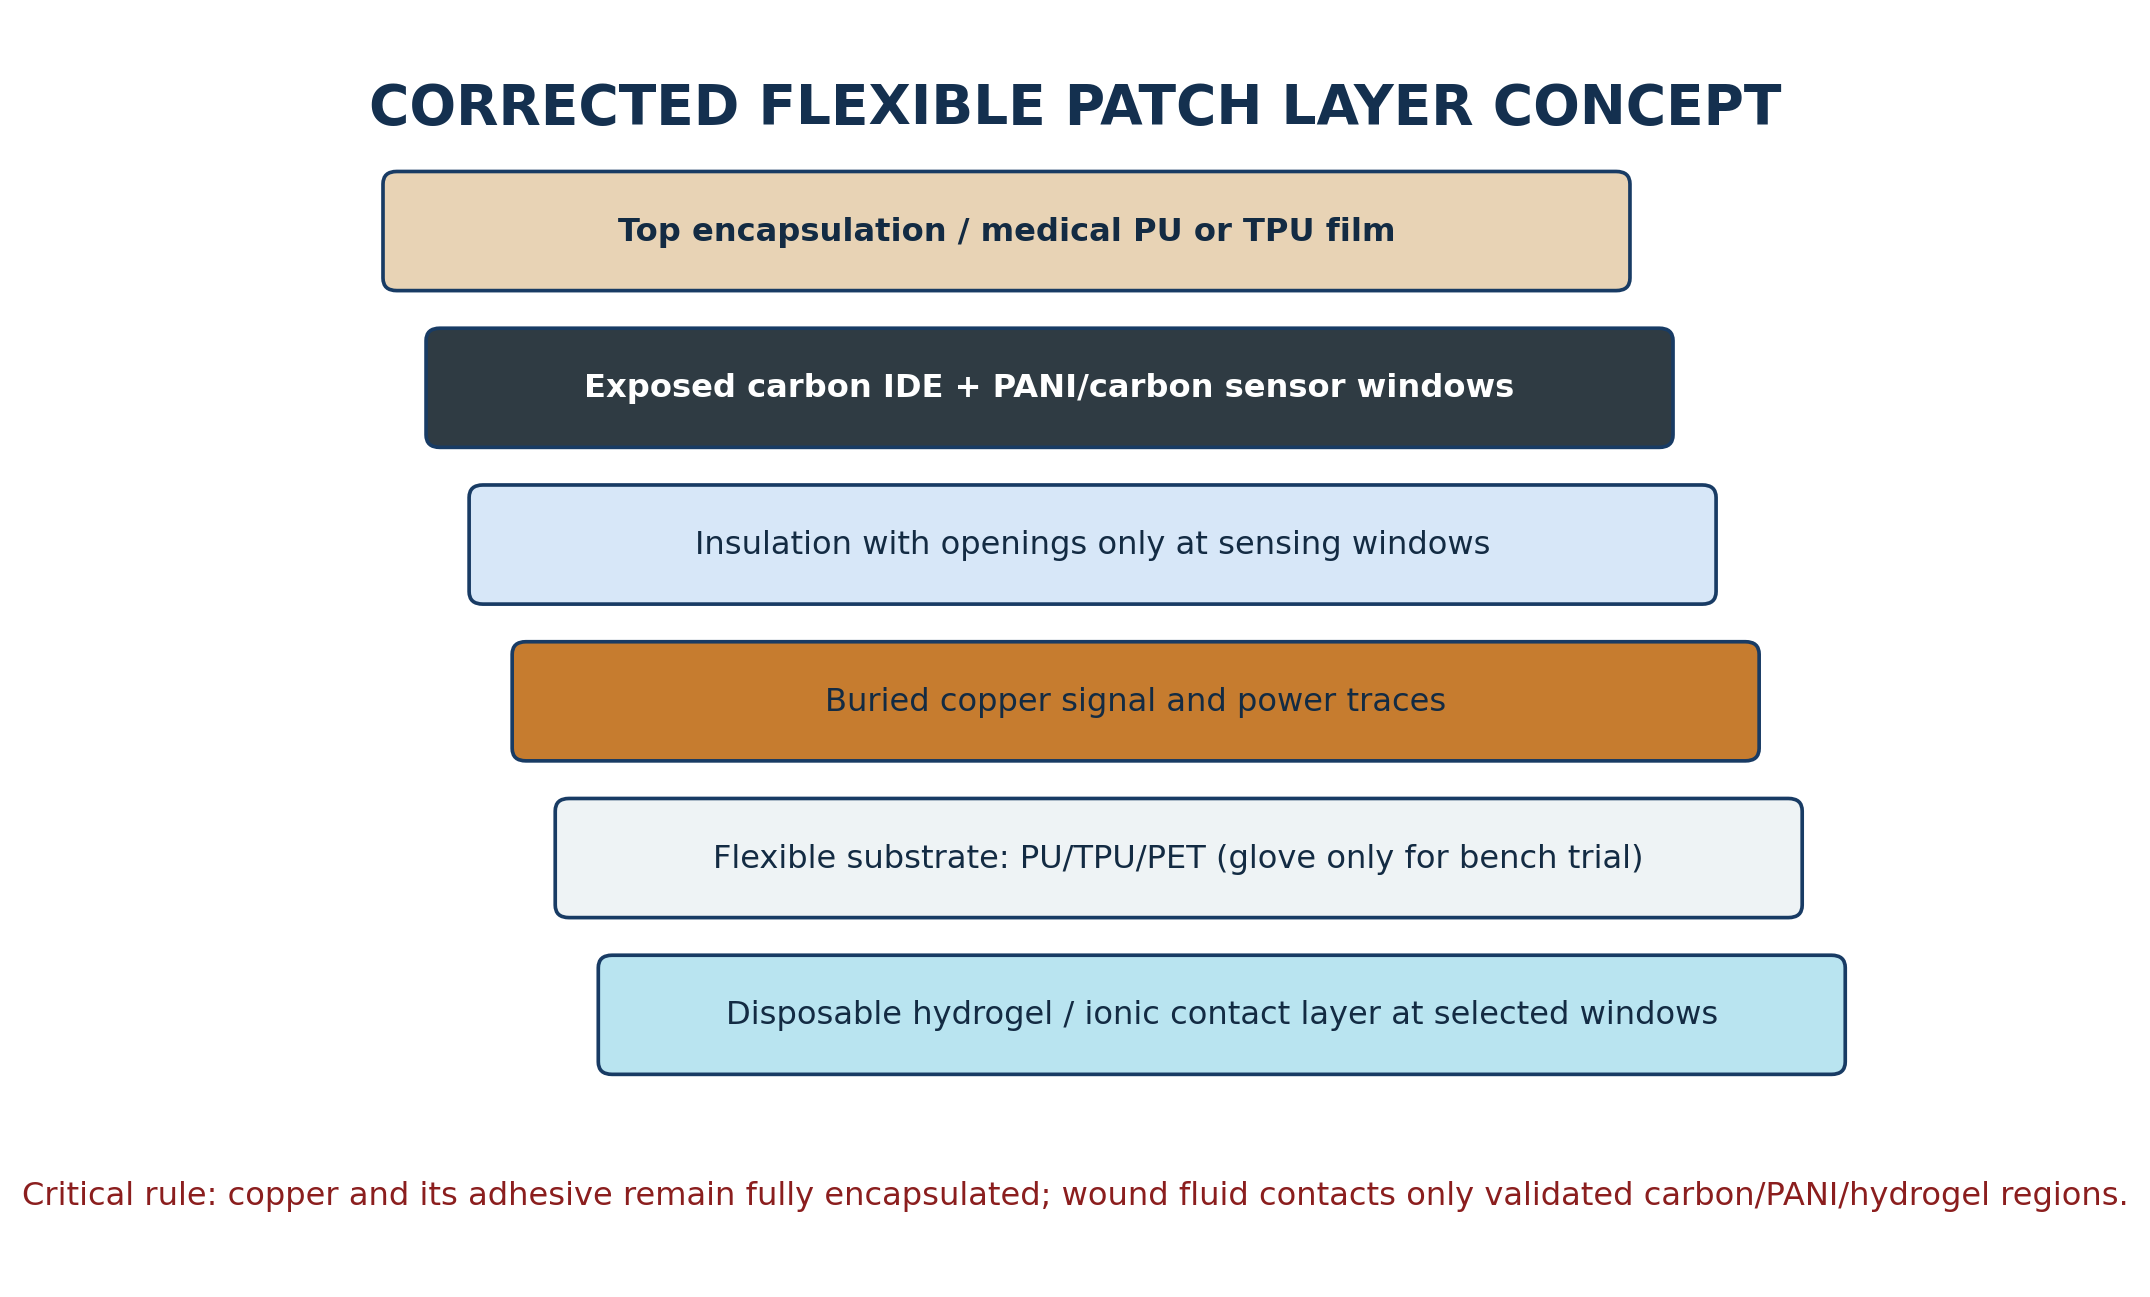 CORRECTED FLEXIBLE PATCH LAYER CONCEPT
Top encapsulation / medical PU or TPU film
Exposed carbon IDE + PANI/carbon sensor windows
Insulation with openings only at sensing windows
Buried copper signal and power traces
Flexible substrate: PU/TPU/PET (glove only for bench trial)
Disposable hydrogel / ionic contact layer at selected windows
Critical rule: copper and its adhesive remain fully encapsulated; wound fluid contacts only validated carbon/PANI/hydrogel regions.